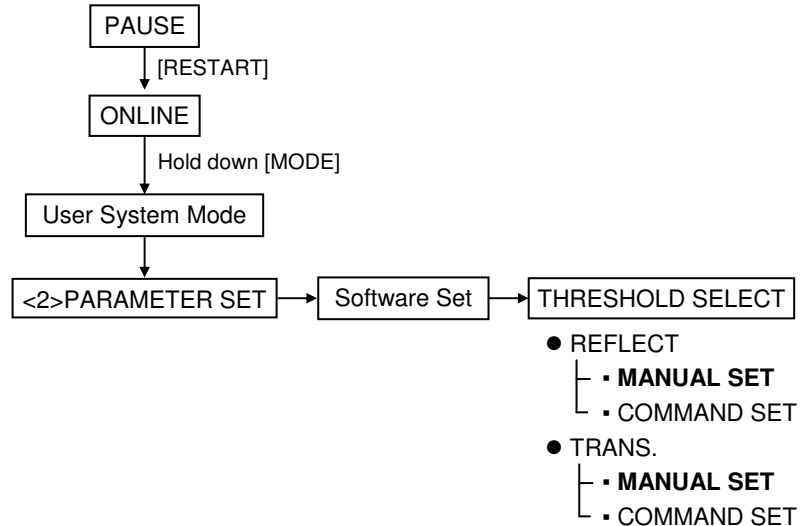 PAUSE
[RESTART]
ONLINE
Hold down [MODE]
User System Mode
<2>PARAMETER SET
Software Set
THRESHOLD SELECT
● REFLECT
▪ MANUAL SET
▪ COMMAND SET
● TRANS.
▪ MANUAL SET
▪ COMMAND SET